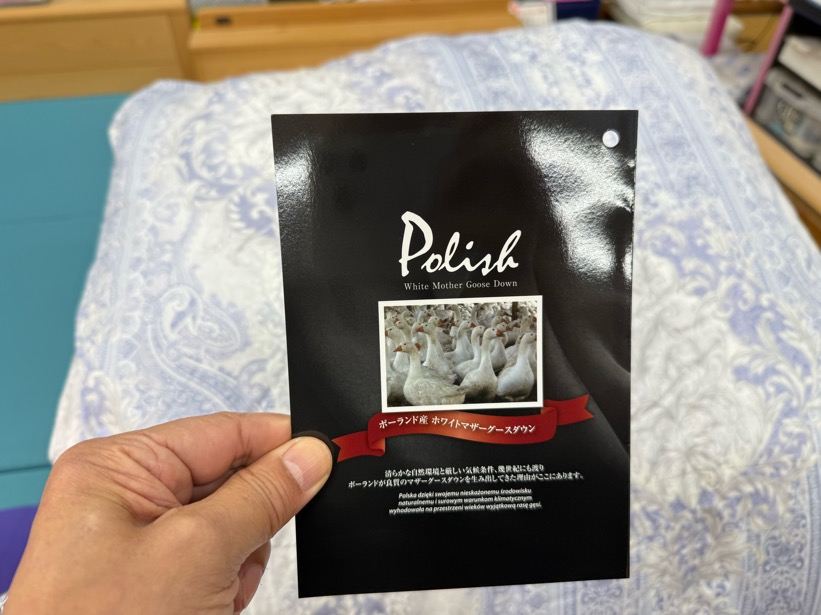 Polish
White Mother Goose Down
ポーランド産 ホワイトマザーグースダウン
清らかな自然環境と厳しい気候条件、幾世紀にも渡り
ポーランドが良質のマザーグースダウンを生み出してきた理由がここにあります。
Polska dzięki swojemu nieskażonemu środowisku
naturalnemu i surowym warunkom klimatycznym
wyhodowała na przestrzeni wieków wyjątkową rasę gęsi.